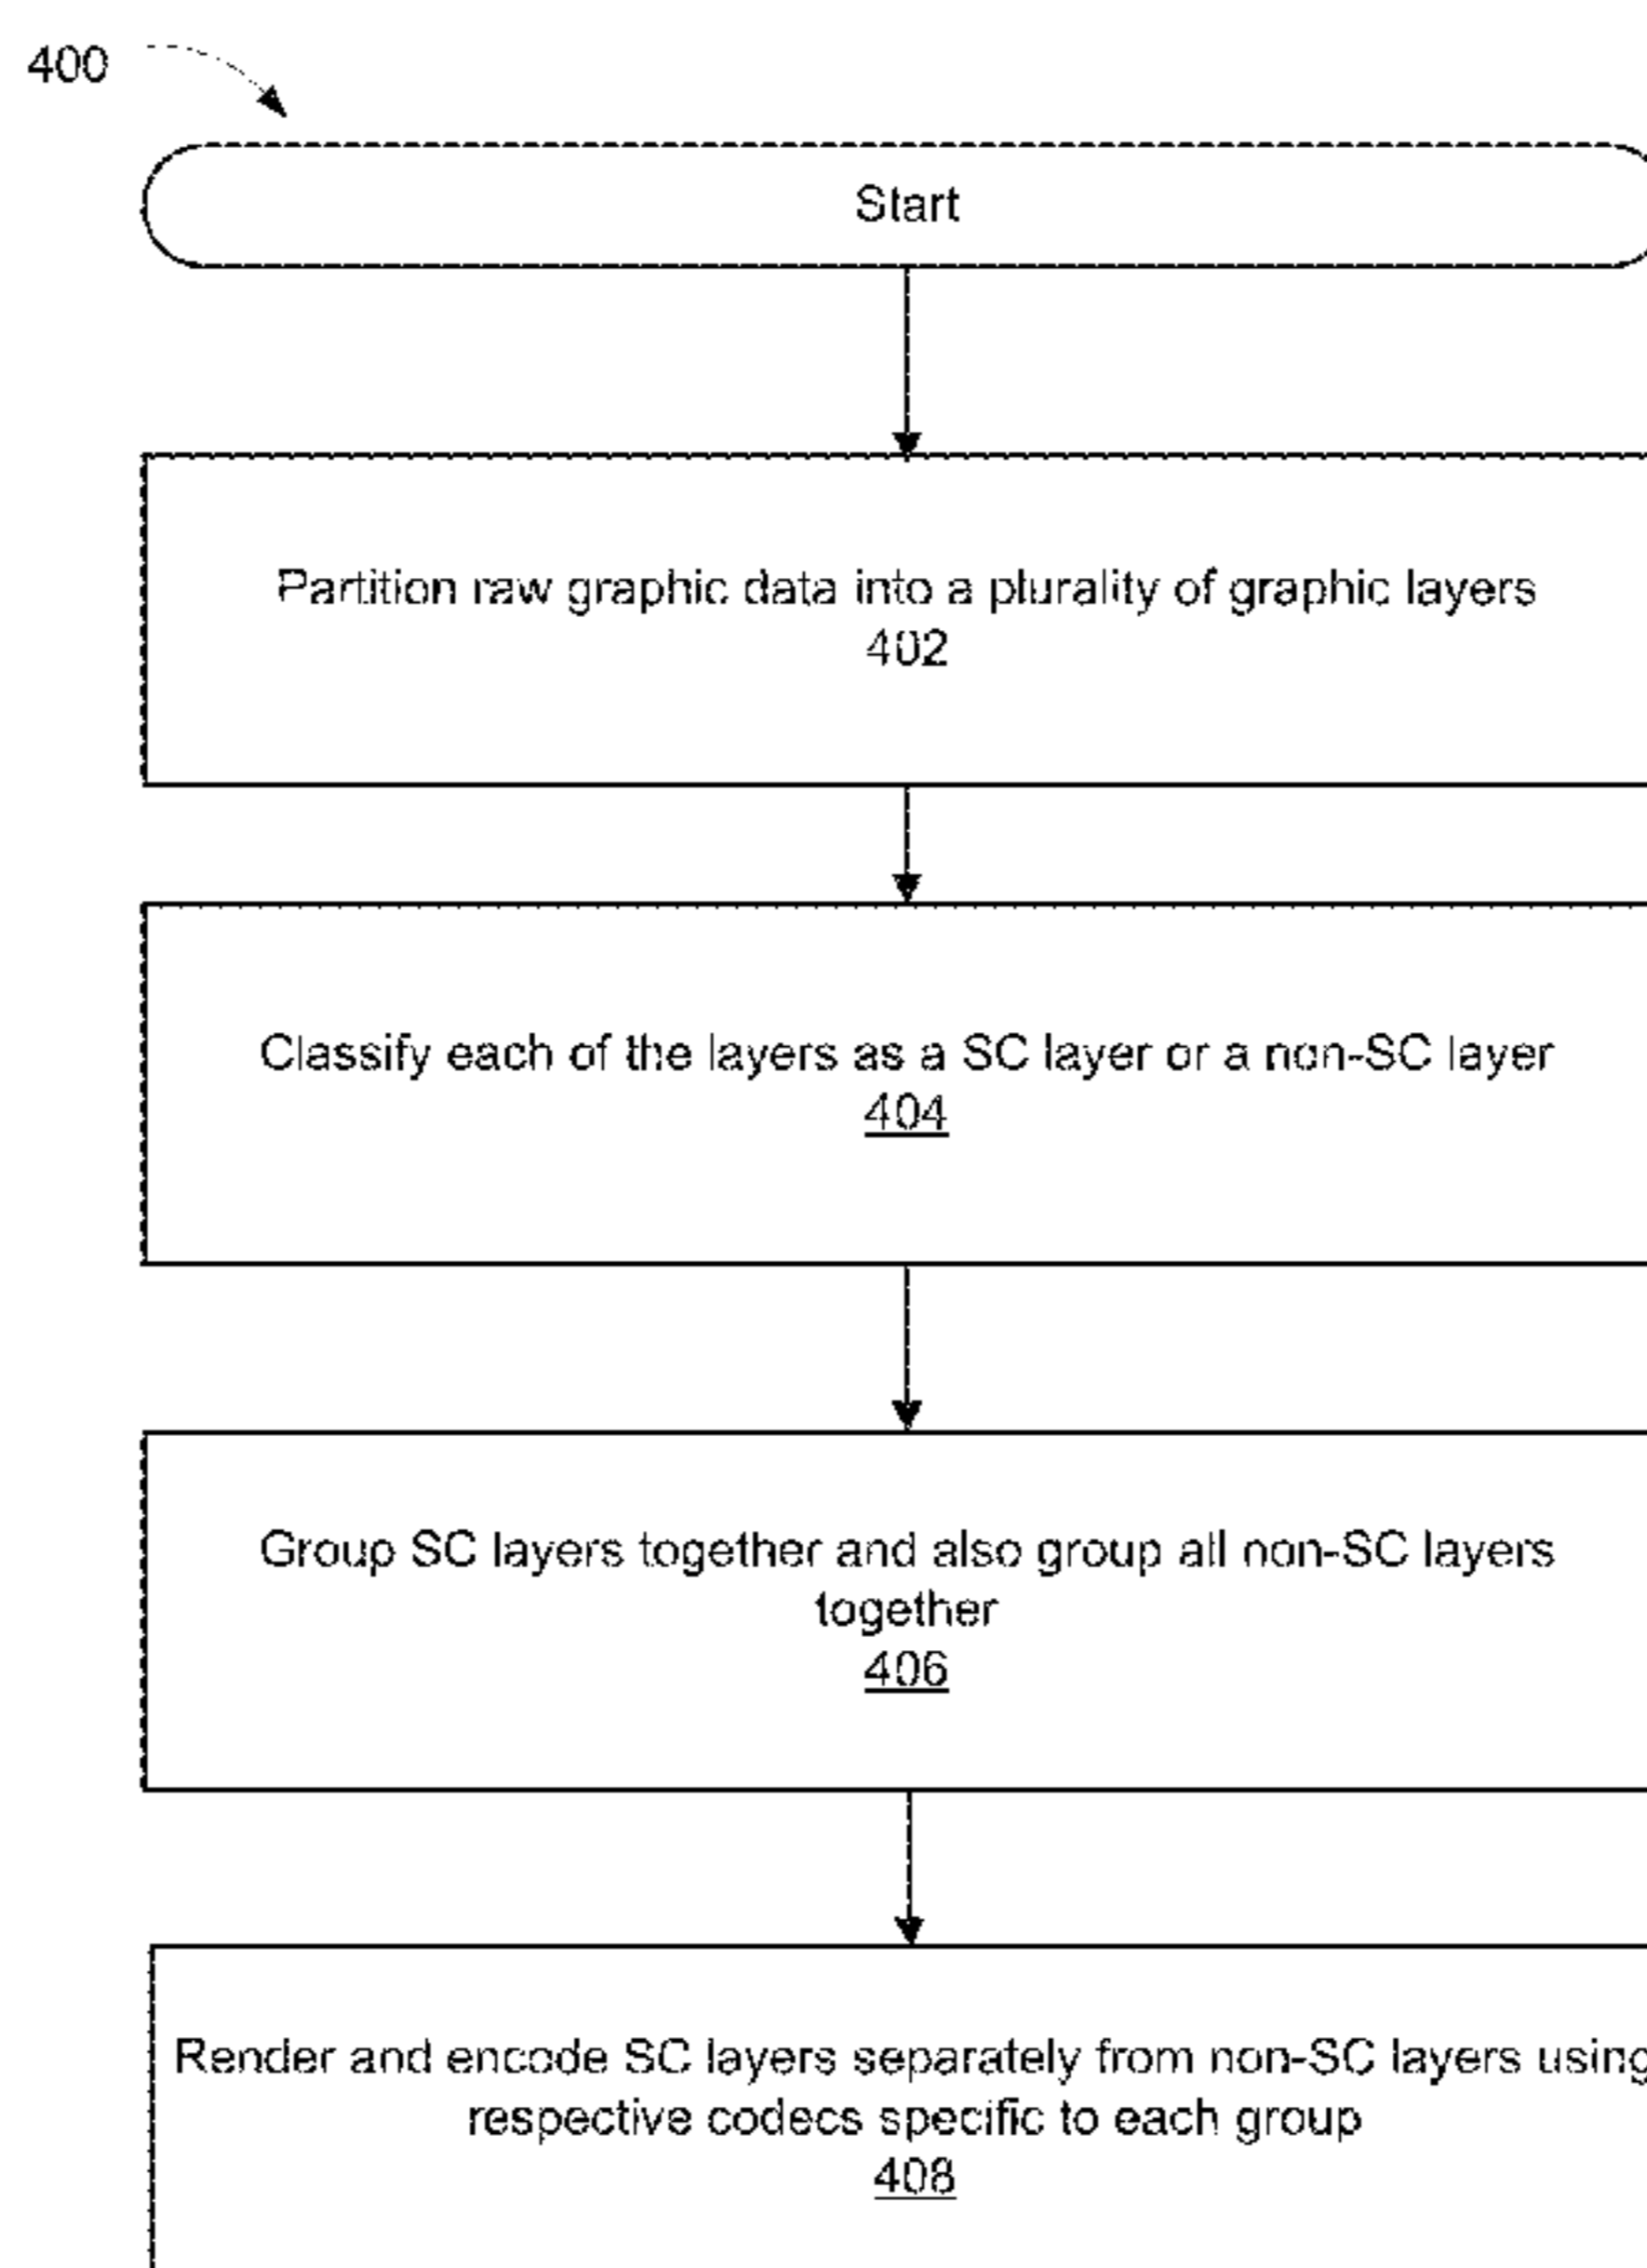 400
Start
Partition raw graphic data into a plurality of graphic layers
402
Classify each of the layers as a SC layer or a non-SC layer
404
Group SC layers together and also group all non-SC layers
together
406
Render and encode SC layers separately from non-SC layers using
respective codecs specific to each group
408